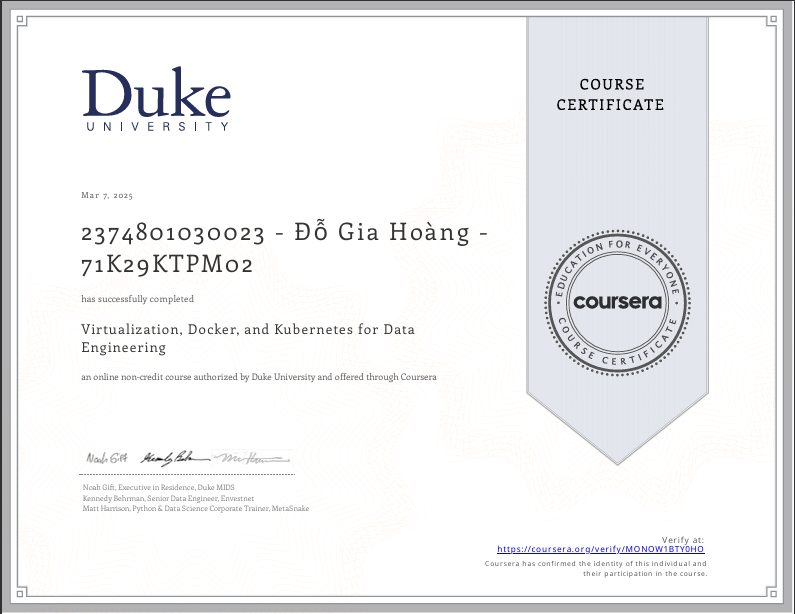 Duke
UNIVERSITY
COURSE
CERTIFICATE
Mar 7, 2025
2374801030023 - Đỗ Gia Hoàng -
71K29KTPM02
has successfully completed
Virtualization, Docker, and Kubernetes for Data
Engineering
an online non-credit course authorized by Duke University and offered through Coursera
EDUCATION FOR EVERYONE
coursera
COURSE CERTIFICATE
Noah Gift
Noah Gift, Executive in Residence, Duke MIDS
Kennedy Behrman, Senior Data Engineer, Envestnet
Matt Harrison, Python & Data Science Corporate Trainer, MetaSnake
Verify at:
https://coursera.org/verify/MONOW1BTY0HO
Coursera has confirmed the identity of this individual and
their participation in the course.